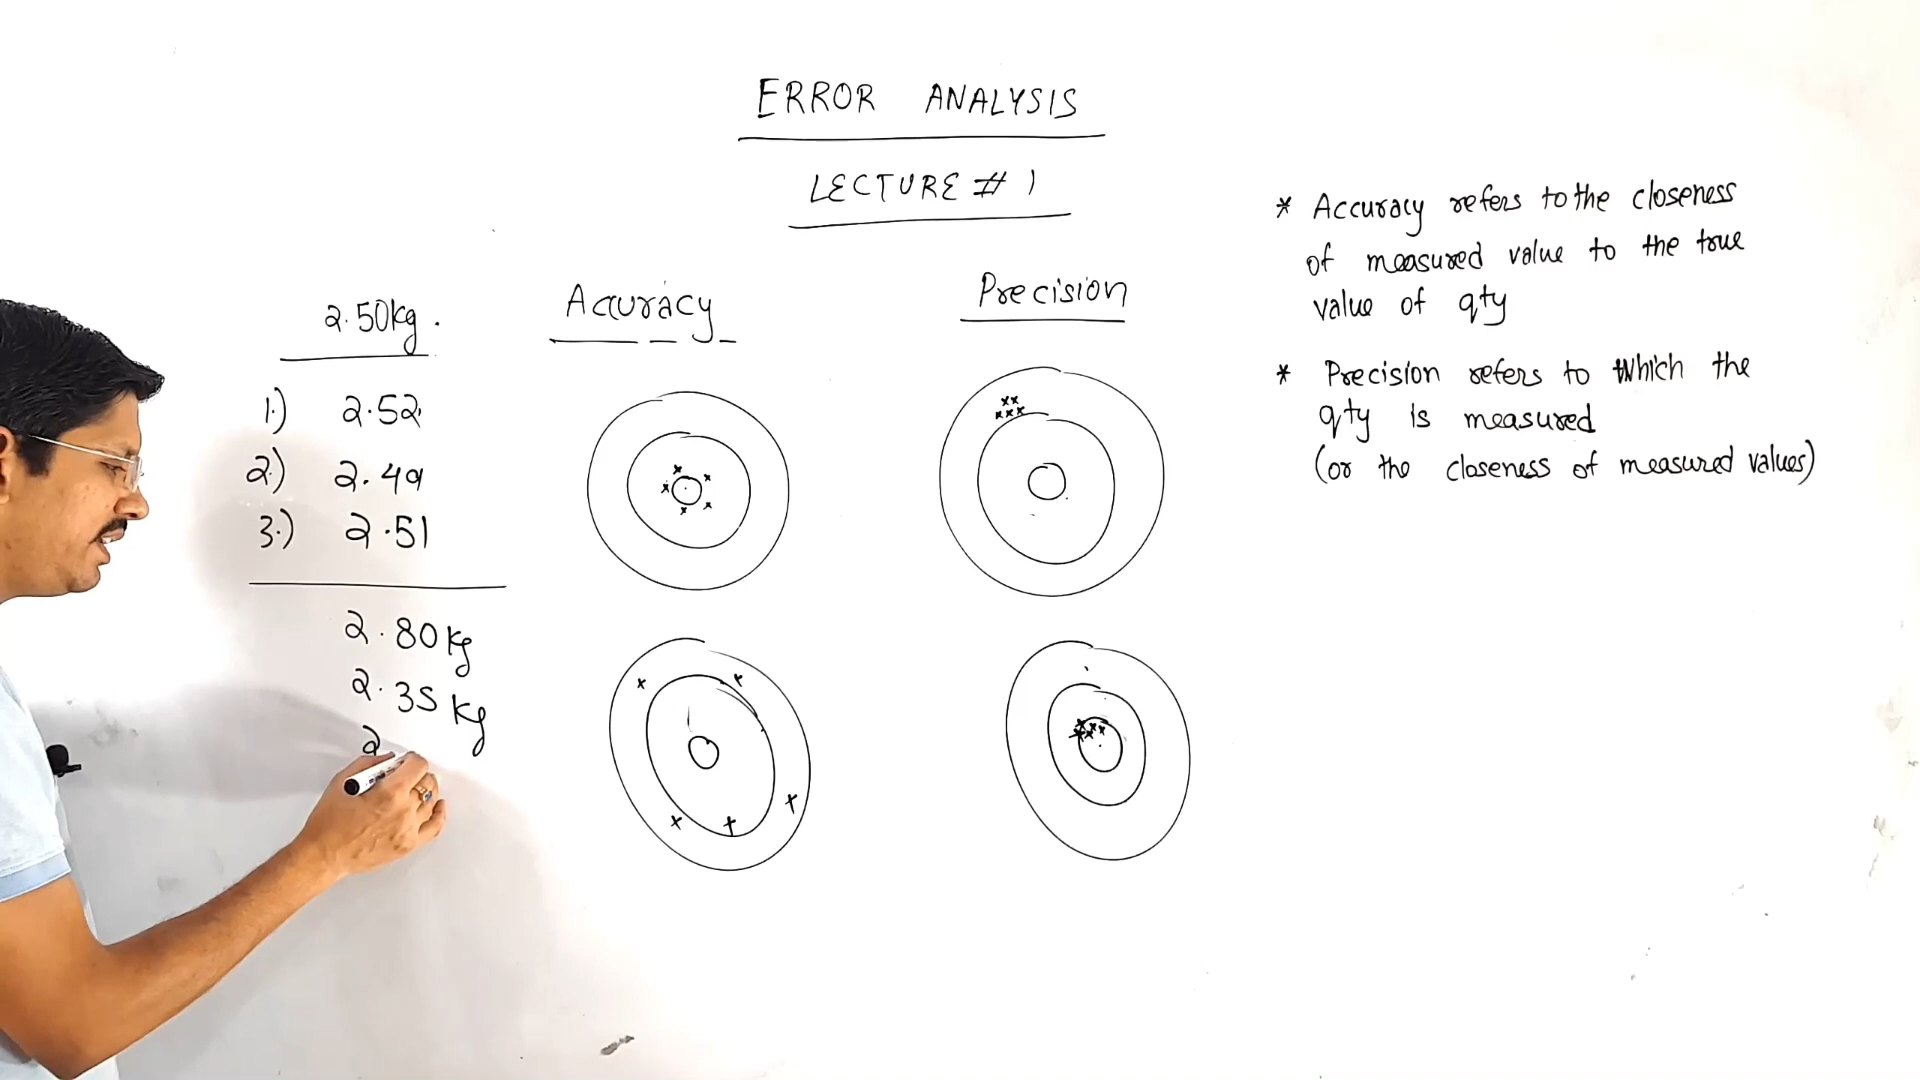 ERROR ANALYSIS
LECTURE # 1
2.50kg.
1.) 2.52
2.) 2.49
3.) 2.51
2.80 kg
2.35 kg
2
Accuracy
Precision
* Accuracy refers to the closeness
of measured value to the true
value of qty
* Precision refers to Which the
qty is measured
(or the closeness of measured values)